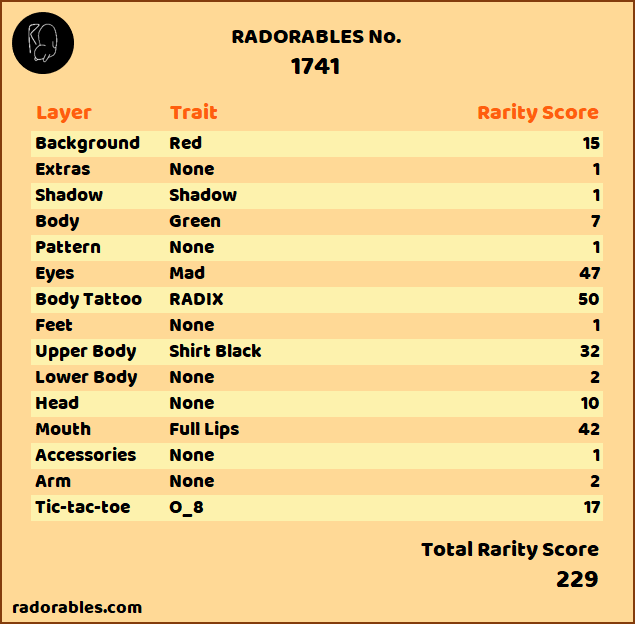 RADORABLES No.
1741
Layer Trait Rarity Score
Background Red 15
Extras None 1
Shadow Shadow 1
Body Green 7
Pattern None 1
Eyes Mad 47
Body Tattoo RADIX 50
Feet None 1
Upper Body Shirt Black 32
Lower Body None 2
Head None 10
Mouth Full Lips 42
Accessories None 1
Arm None 2
Tic-tac-toe O_8 17
Total Rarity Score
229
radorables.com